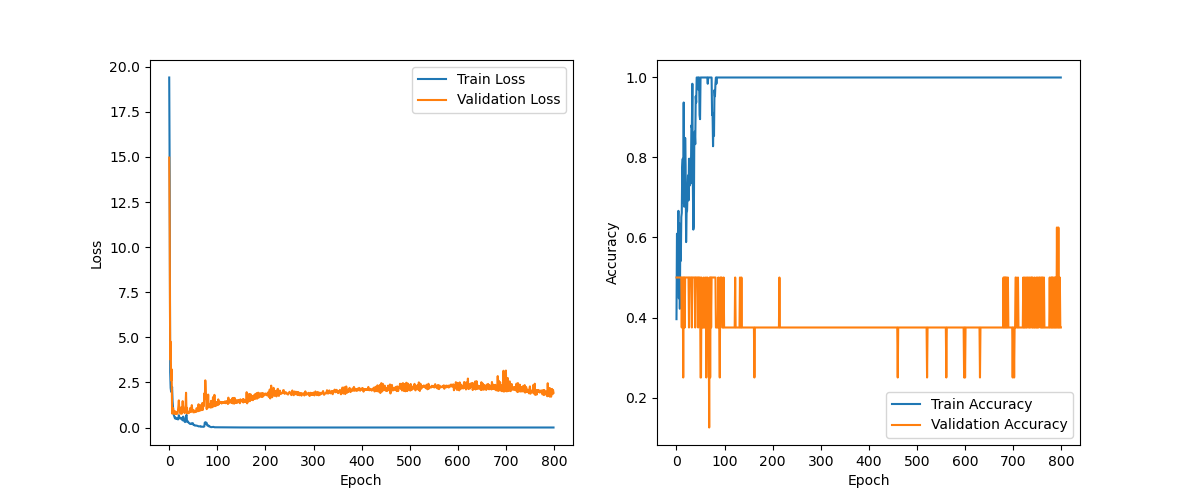 20.0
17.5
15.0
12.5
10.0
7.5
5.0
2.5
0.0
Loss
Train Loss
Validation Loss
0 100 200 300 400 500 600 700 800
Epoch
1.0
0.8
0.6
0.4
0.2
Accuracy
Train Accuracy
Validation Accuracy
0 100 200 300 400 500 600 700 800
Epoch